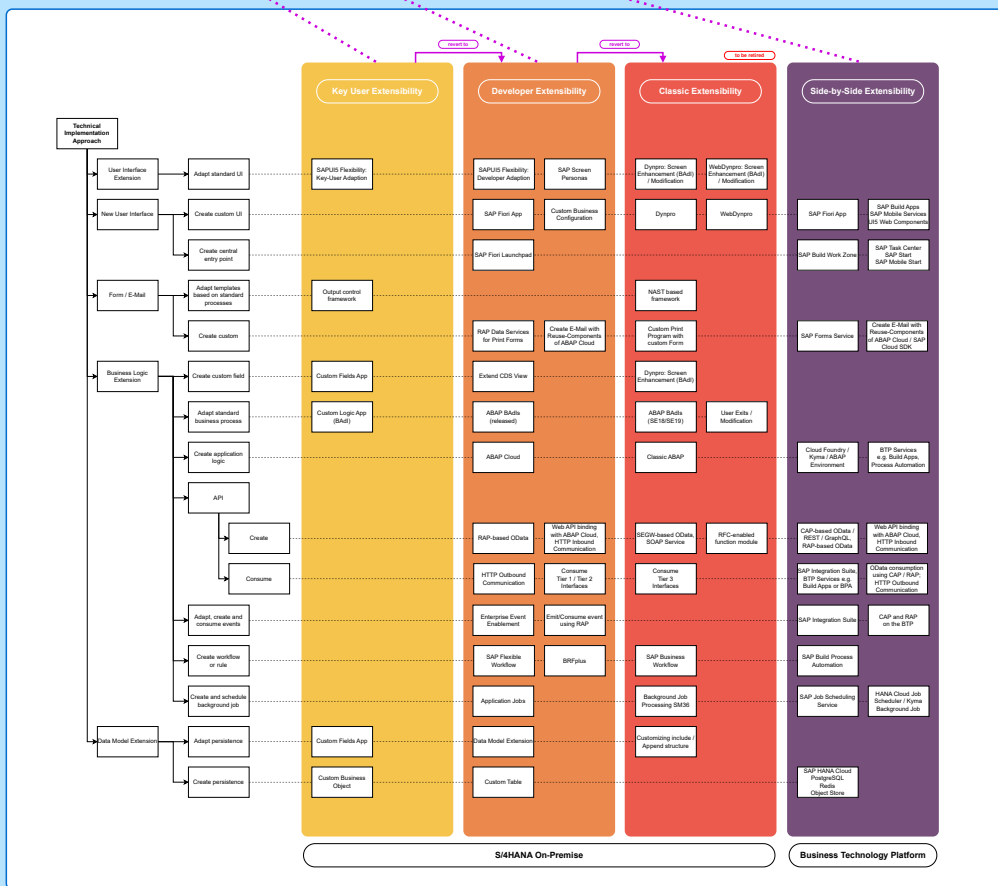 revert to
revert to
to be retired
Key User Extensibility
Developer Extensibility
Classic Extensibility
Side-by-Side Extensibility
Technical
Implementation
Approach
User Interface
Extension
Adapt standard UI
SAPUI5 Flexibility:
Key-User Adaption
SAPUI5 Flexibility:
Developer Adaption
SAP Screen
Personas
Dynpro: Screen
Enhancement (BAdI)
/ Modification
WebDynpro: Screen
Enhancement (BAdI)
/ Modification
New User Interface
Create custom UI
SAP Fiori App
Custom Business
Configuration
Dynpro
WebDynpro
SAP Fiori App
SAP Build Apps
SAP Mobile Services
UI5 Web Components
Create central
entry point
SAP Fiori Launchpad
SAP Build Work Zone
SAP Task Center
SAP Start
SAP Mobile Start
Form / E-Mail
Adapt templates
based on standard
processes
Output control
framework
NAST based
framework
Create custom
RAP Data Services
for Print Forms
Create E-Mail with
Reuse-Components
of ABAP Cloud
Custom Print
Program with
custom Form
SAP Forms Service
Create E-Mail with
Reuse-Components
of ABAP Cloud / SAP
Cloud SDK
Business Logic
Extension
Create custom field
Custom Fields App
Extend CDS View
Dynpro: Screen
Enhancement (BAdI)
Adapt standard
business process
Custom Logic App
(BAdI)
ABAP BAdIs
(released)
ABAP BAdIs
(SE18/SE19)
User Exits /
Modification
Create application
logic
ABAP Cloud
Classic ABAP
Cloud Foundry /
Kyma / ABAP
Environment
BTP Services
e.g. Build Apps,
Process Automation
API
Create
RAP-based OData
Web API binding
with ABAP Cloud,
HTTP Inbound
Communication
SEGW-based OData,
SOAP Service
RFC-enabled
function module
CAP-based OData /
REST / GraphQL,
RAP-based OData
Web API binding
with ABAP Cloud,
HTTP Inbound
Communication
Consume
HTTP Outbound
Communication
Consume
Tier 1 / Tier 2
Interfaces
Consume
Tier 3
Interfaces
SAP Integration Suite,
BTP Services e.g.
Build Apps or BPA
OData consumption
using CAP / RAP;
HTTP Outbound
Communication
Adapt, create and
consume events
Enterprise Event
Enablement
Emit/Consume event
using RAP
SAP Integration Suite
CAP and RAP
on the BTP
Create workflow
or rule
SAP Flexible
Workflow
BRFplus
SAP Business
Workflow
SAP Build Process
Automation
Create and schedule
background job
Application Jobs
Background Job
Processing SM36
SAP Job Scheduling
Service
HANA Cloud Job
Scheduler / Kyma
Background Job
Data Model Extension
Adapt persistence
Custom Fields App
Data Model Extension
Customizing include /
Append structure
Create persistence
Custom Business
Object
Custom Table
SAP HANA Cloud
PostgreSQL
Redis
Object Store
S/4HANA On-Premise
Business Technology Platform